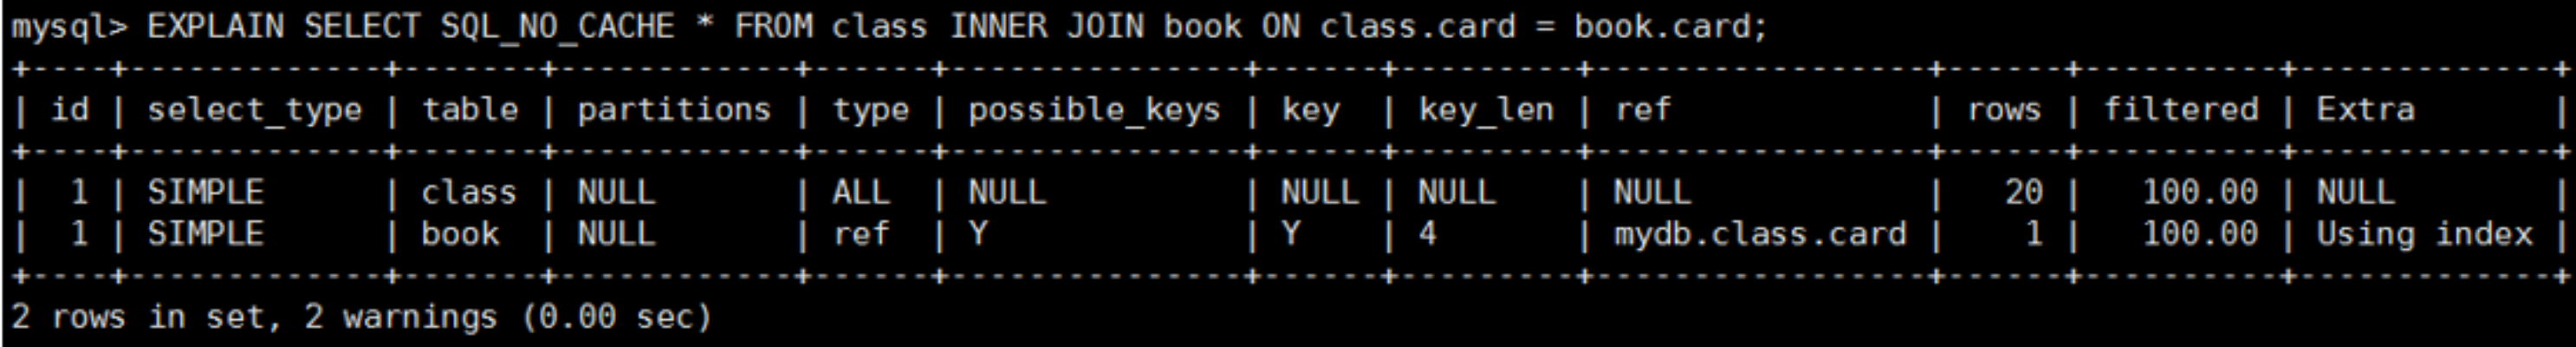 mysql> EXPLAIN SELECT SQL_NO_CACHE * FROM class INNER JOIN book ON class.card = book.card;
+----+-------------+-------+------------+------+---------------+------+---------+-----------------+------+----------+-------------+
| id | select_type | table | partitions | type | possible_keys | key  | key_len | ref             | rows | filtered | Extra       |
+----+-------------+-------+------------+------+---------------+------+---------+-----------------+------+----------+-------------+
|  1 | SIMPLE      | class | NULL       | ALL  | NULL          | NULL | NULL    | NULL            |   20 |   100.00 | NULL        |
|  1 | SIMPLE      | book  | NULL       | ref  | Y             | Y    | 4       | mydb.class.card |    1 |   100.00 | Using index |
+----+-------------+-------+------------+------+---------------+------+---------+-----------------+------+----------+-------------+
2 rows in set, 2 warnings (0.00 sec)